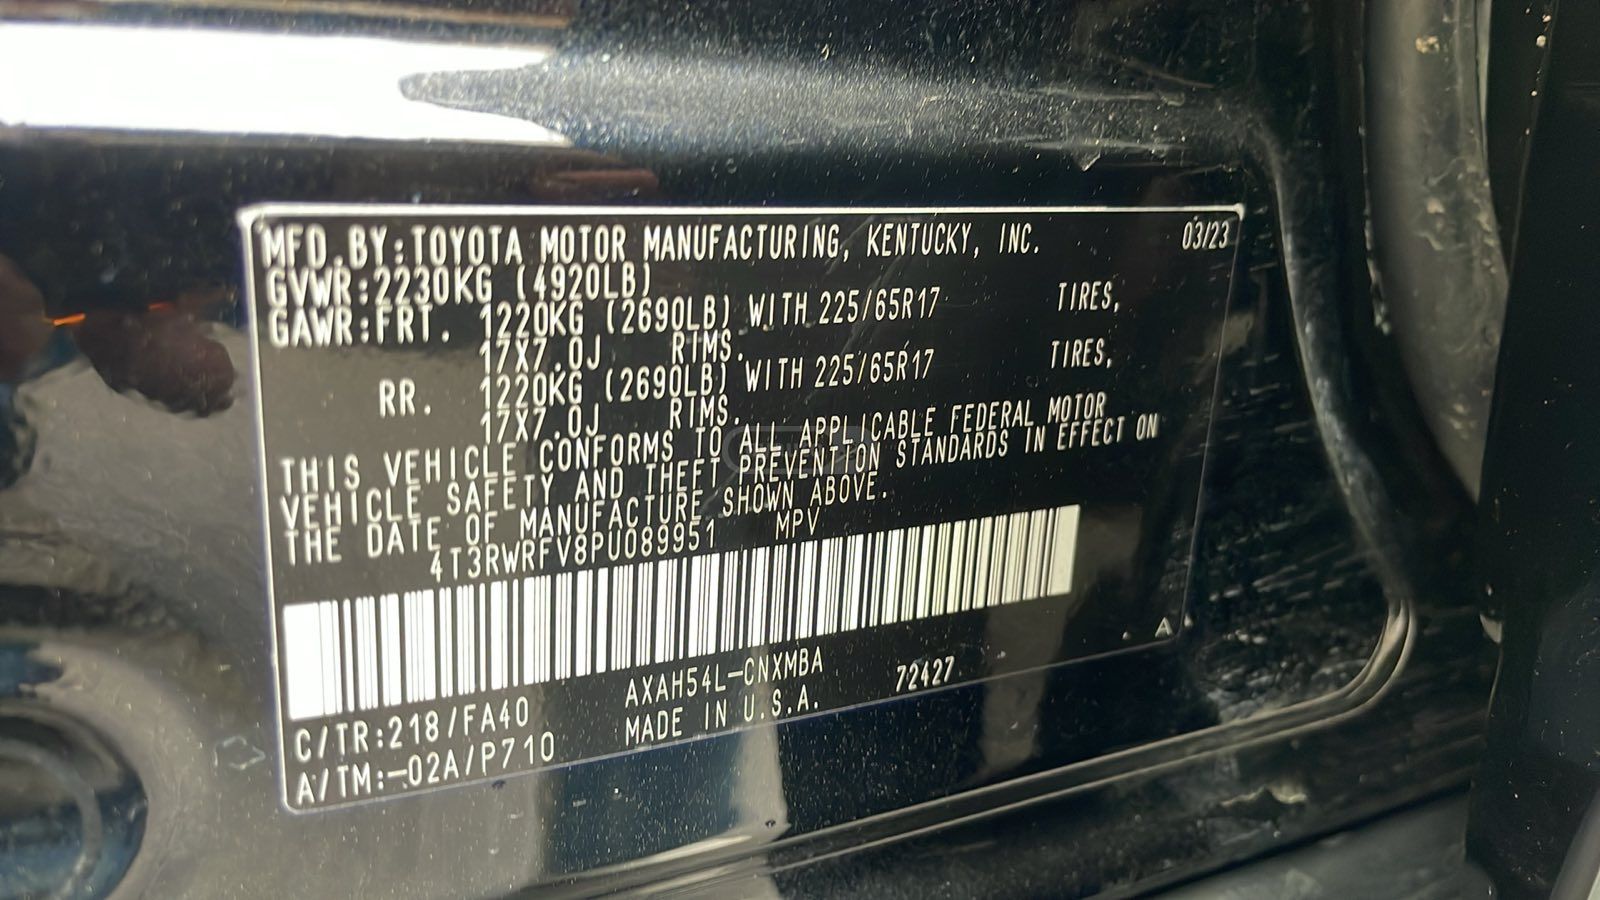 MFD.BY:TOYOTA MOTOR MANUFACTURING, KENTUCKY, INC. 03/23
GVWR:2230KG (4920LB)
GAWR:FRT. 1220KG (2690LB) WITH 225/65R17 TIRES,
17X7.0J RIMS.
RR. 1220KG (2690LB) WITH 225/65R17 TIRES,
17X7.0J RIMS.
THIS VEHICLE CONFORMS TO ALL APPLICABLE FEDERAL MOTOR
VEHICLE SAFETY AND THEFT PREVENTION STANDARDS IN EFFECT ON
THE DATE OF MANUFACTURE SHOWN ABOVE.
4T3RWRFV8PU089951 MPV
A
C/TR:218/FA40 AXAH54L-CNXMBA 72427
A/TM:-02A/P710 MADE IN U.S.A.